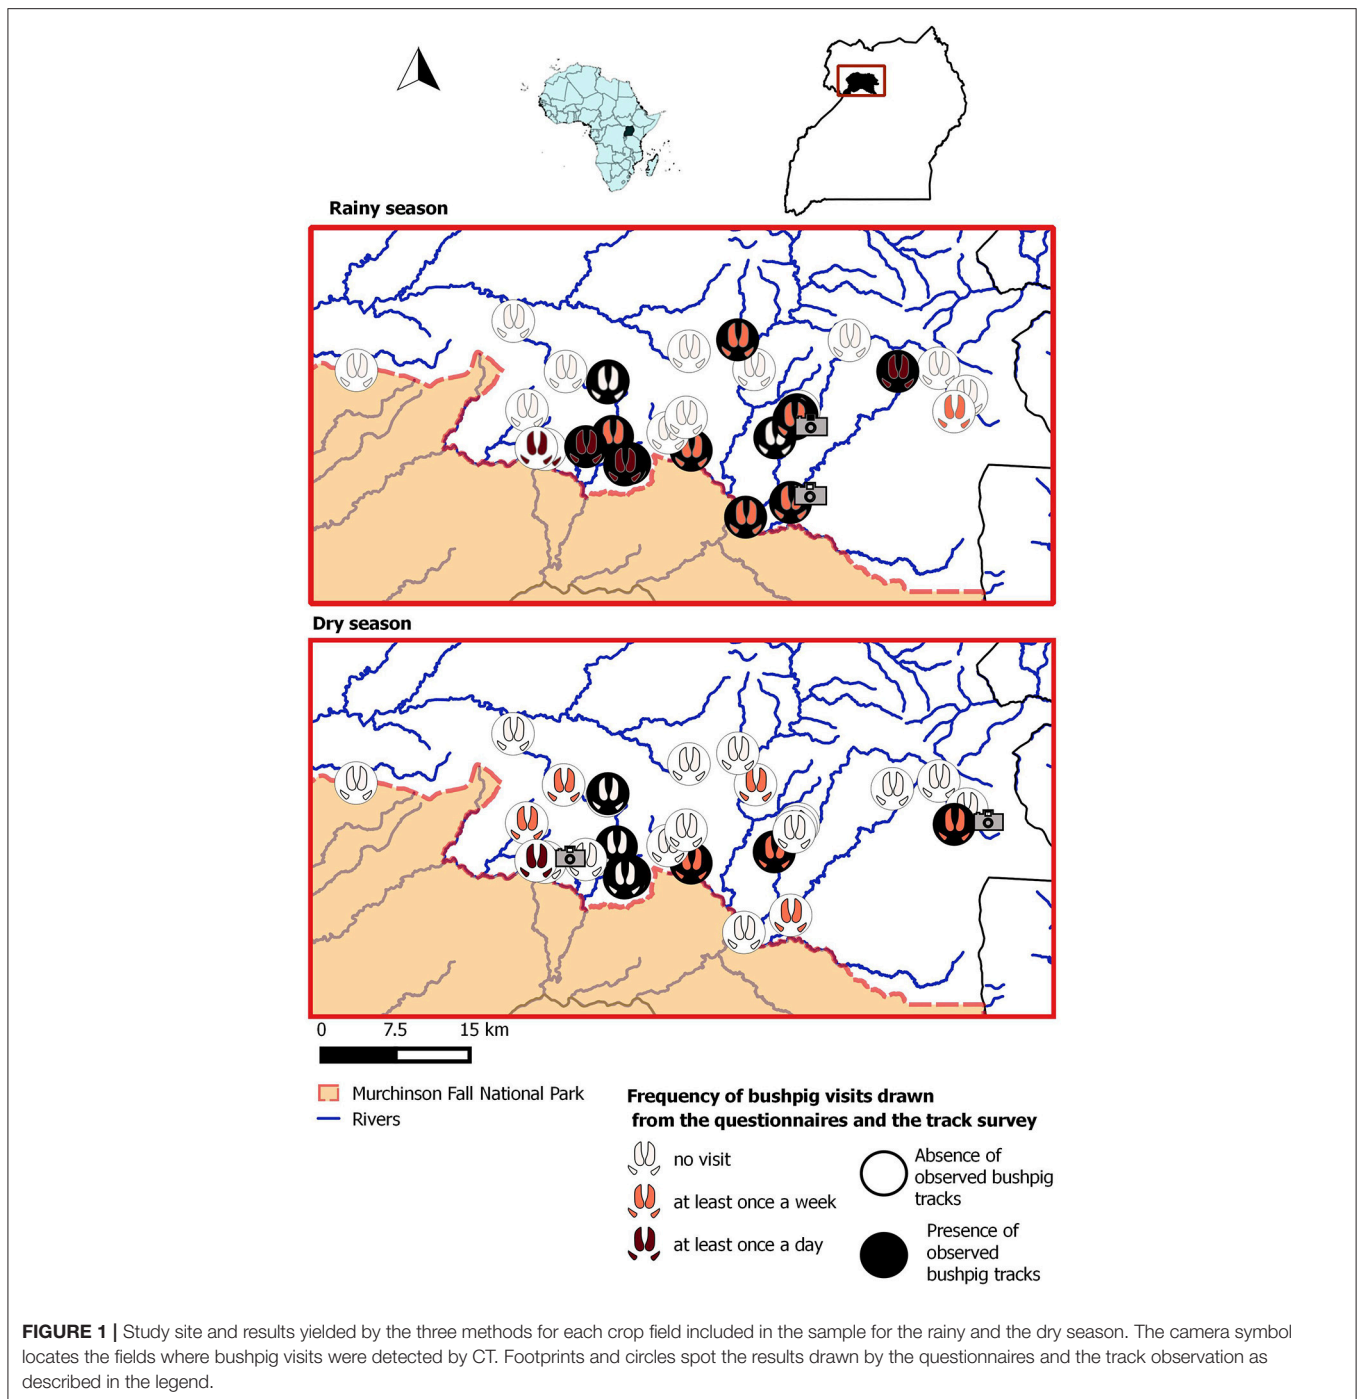 Rainy season
Dry season
0 7.5 15 km
Murchinson Fall National Park
Rivers
Frequency of bushpig visits drawn
from the questionnaires and the track survey
no visit
at least once a week
at least once a day
Absence of
observed bushpig
tracks
Presence of
observed
bushpig tracks
FIGURE 1 | Study site and results yielded by the three methods for each crop field included in the sample for the rainy and the dry season. The camera symbol
locates the fields where bushpig visits were detected by CT. Footprints and circles spot the results drawn by the questionnaires and the track observation as
described in the legend.